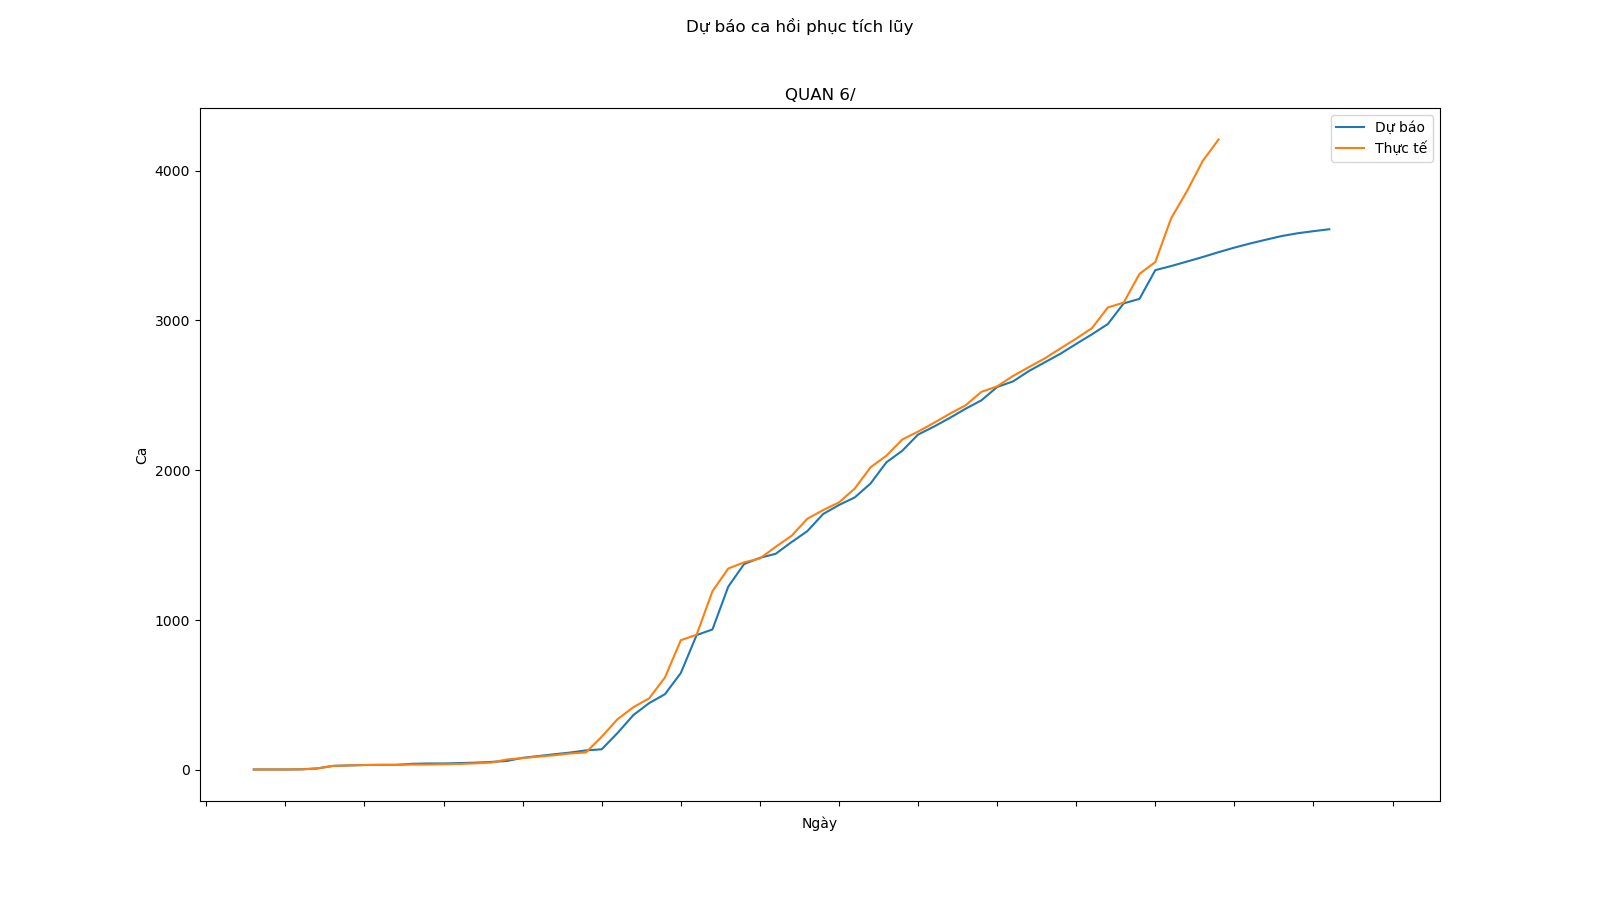 Dự báo ca hồi phục tích lũy
QUAN 6/
Dự báo
Thực tế
4000
3000
2000
1000
0
Ca
Ngày